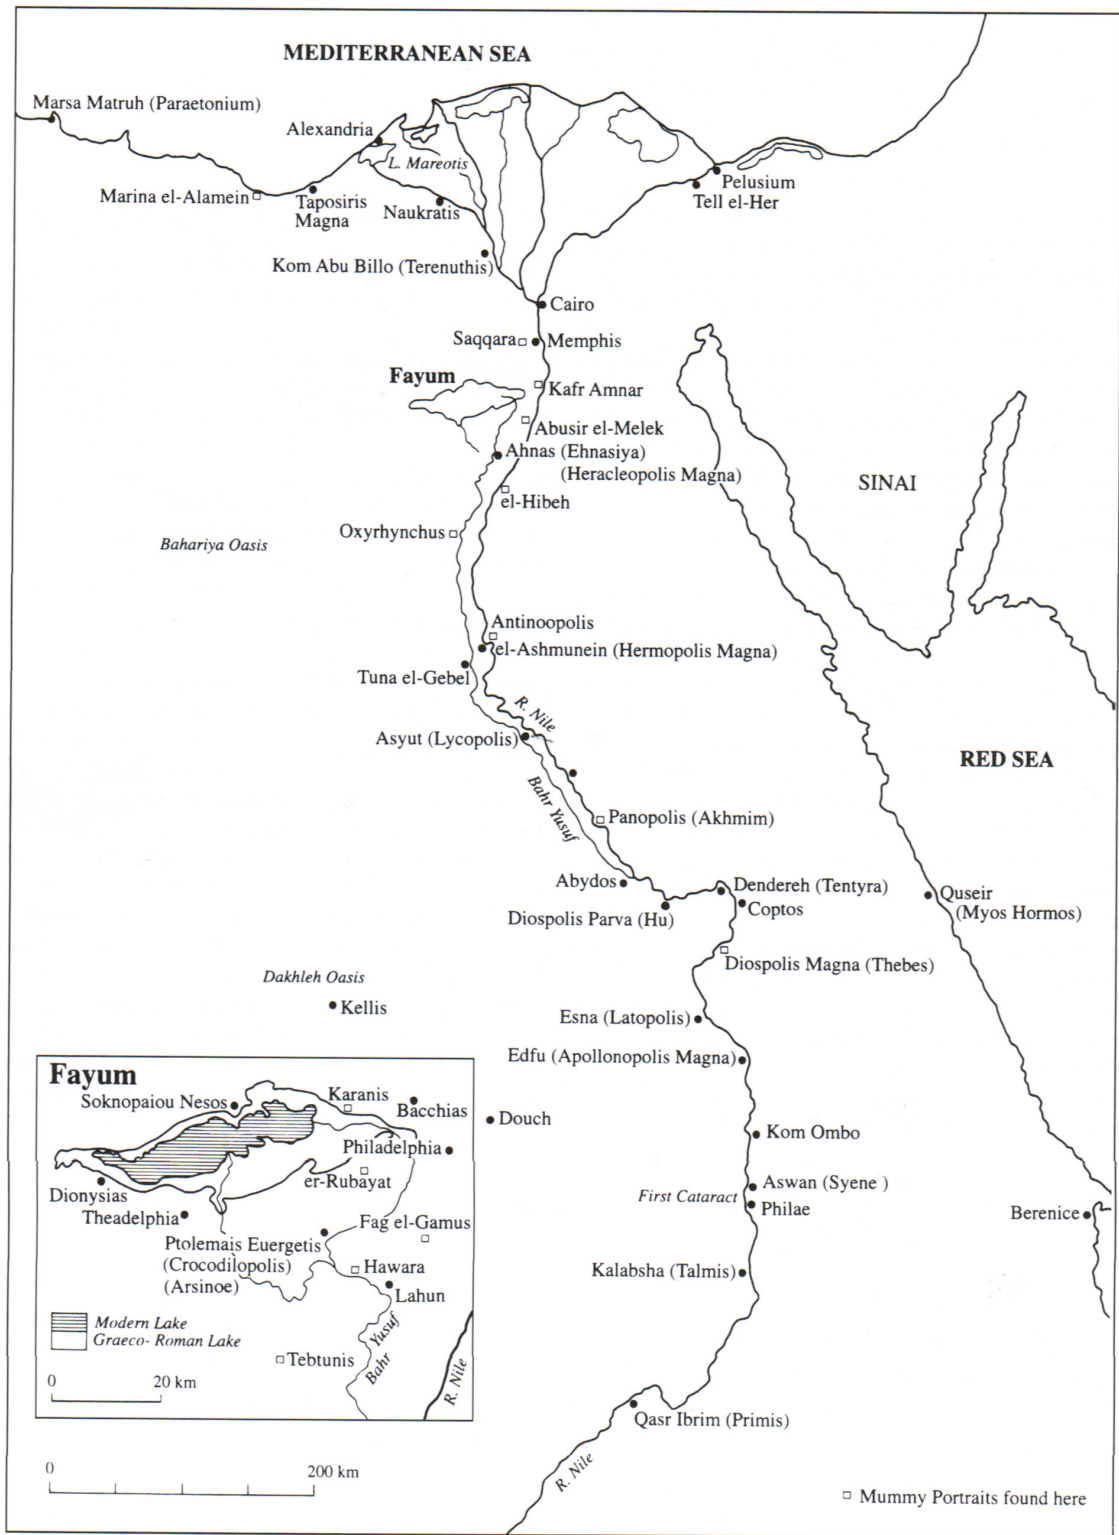 MEDITERRANEAN SEA
Marsa Matruh (Paraetonium)
Alexandria
L. Mareotis
Pelusium
Tell el-Her
Marina el-Alamein
Taposiris
Magna
Naukratis
Kom Abu Billo (Terenuthis)
Cairo
Saqqara
Memphis
Fayum
Kafr Amnar
Abusir el-Melek
Ahnas (Ehnasiya)
(Heracleopolis Magna)
SINAI
el-Hibeh
Oxyrhynchus
Bahariya Oasis
Antinoopolis
el-Ashmunein (Hermopolis Magna)
Tuna el-Gebel
R. Nile
Asyut (Lycopolis)
RED SEA
Bahr Yusuf
Panopolis (Akhmim)
Abydos
Dendereh (Tentyra)
Coptos
Quseir
(Myos Hormos)
Diospolis Parva (Hu)
Diospolis Magna (Thebes)
Dakhleh Oasis
Kellis
Esna (Latopolis)
Edfu (Apollonopolis Magna)
Douch
Kom Ombo
Aswan (Syene )
First Cataract
Philae
Berenice
Kalabsha (Talmis)
Qasr Ibrim (Primis)
R. Nile
Fayum
Soknopaiou Nesos
Karanis
Bacchias
Philadelphia
er-Rubayat
Dionysias
Theadelphia
Fag el-Gamus
Ptolemais Euergetis
(Crocodilopolis)
(Arsinoe)
Hawara
Lahun
Modern Lake
Graeco- Roman Lake
Bahr Yusuf
Tebtunis
R. Nile
0 20 km
0 200 km
Mummy Portraits found here